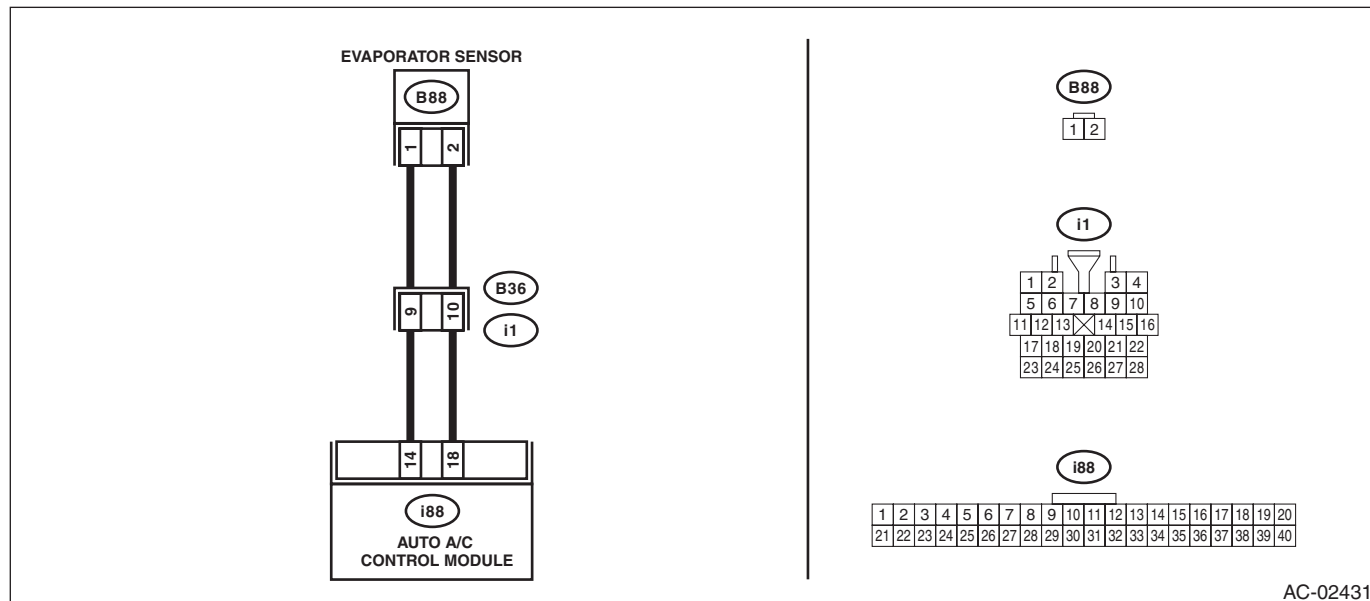 EVAPORATOR SENSOR
B88
1 2
9 10
B36
i1
14 18
i88
AUTO A/C
CONTROL MODULE
B88
1 2
i1
1 2 3 4
5 6 7 8 9 10
11 12 13 14 15 16
17 18 19 20 21 22
23 24 25 26 27 28
i88
1 2 3 4 5 6 7 8 9 10 11 12 13 14 15 16 17 18 19 20
21 22 23 24 25 26 27 28 29 30 31 32 33 34 35 36 37 38 39 40
AC-02431